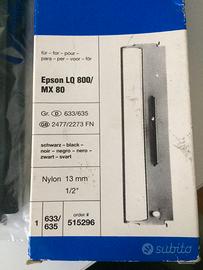 für – for – pour –
para – per – voor – för
Epson LQ 800/
MX 80
Gr. D 633/635
GB 2477/2273 FN
schwarz – black –
noir – negro – nero –
zwart – svart
Nylon 13 mm
1/2"
1
633/
635
order #
515296
subito